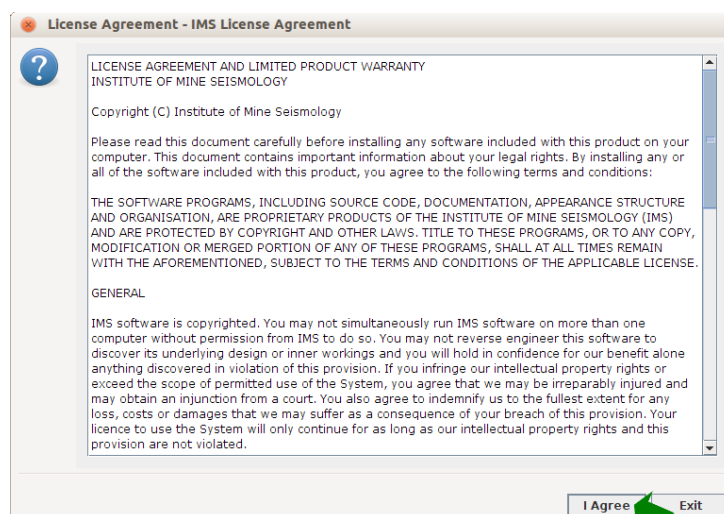 License Agreement - IMS License Agreement
LICENSE AGREEMENT AND LIMITED PRODUCT WARRANTY
INSTITUTE OF MINE SEISMOLOGY
Copyright (C) Institute of Mine Seismology
Please read this document carefully before installing any software included with this product on your
computer. This document contains important information about your legal rights. By installing any or
all of the software included with this product, you agree to the following terms and conditions:
THE SOFTWARE PROGRAMS, INCLUDING SOURCE CODE, DOCUMENTATION, APPEARANCE STRUCTURE
AND ORGANISATION, ARE PROPRIETARY PRODUCTS OF THE INSTITUTE OF MINE SEISMOLOGY (IMS)
AND ARE PROTECTED BY COPYRIGHT AND OTHER LAWS. TITLE TO THESE PROGRAMS, OR TO ANY COPY,
MODIFICATION OR MERGED PORTION OF ANY OF THESE PROGRAMS, SHALL AT ALL TIMES REMAIN
WITH THE AFOREMENTIONED, SUBJECT TO THE TERMS AND CONDITIONS OF THE APPLICABLE LICENSE.
GENERAL
IMS software is copyrighted. You may not simultaneously run IMS software on more than one
computer without permission from IMS to do so. You may not reverse engineer this software to
discover its underlying design or inner workings and you will hold in confidence for our benefit alone
anything discovered in violation of this provision. If you infringe our intellectual property rights or
exceed the scope of permitted use of the System, you agree that we may be irreparably injured and
may obtain an injunction from a court. You also agree to indemnify us to the fullest extent for any
loss, costs or damages that we may suffer as a consequence of your breach of this provision. Your
licence to use the System will only continue for as long as our intellectual property rights and this
provision are not violated.
I Agree Exit